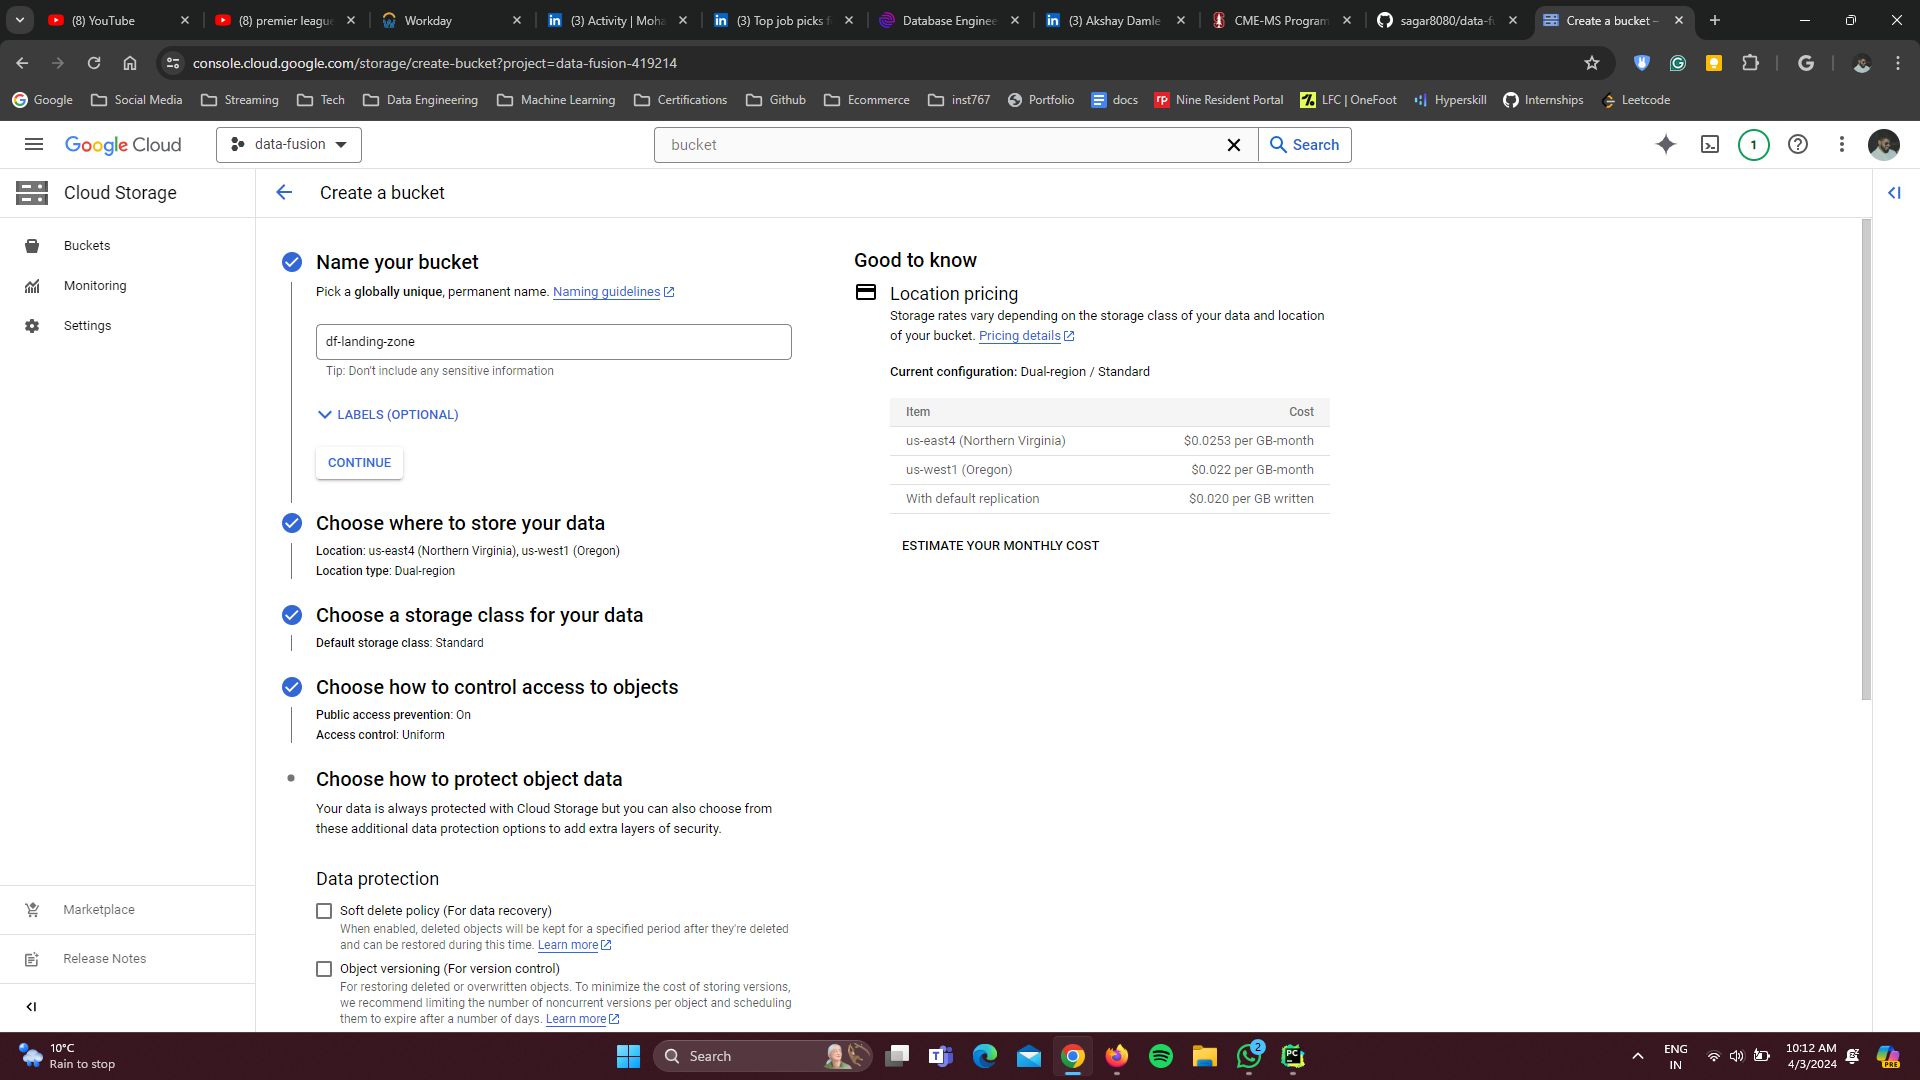 (8) YouTube
(8) premier league
Workday
(3) Activity | Moha
(3) Top job picks f
Database Enginee
(3) Akshay Damle
CME-MS Program
sagar8080/data-fu
Create a bucket –
console.cloud.google.com/storage/create-bucket?project=data-fusion-419214
Google
Social Media
Streaming
Tech
Data Engineering
Machine Learning
Certifications
Github
Ecommerce
inst767
Portfolio
docs
Nine Resident Portal
LFC | OneFoot
Hyperskill
Internships
Leetcode
Google Cloud
data-fusion
bucket
Search
1
Cloud Storage
Create a bucket
Buckets
Monitoring
Settings
Marketplace
Release Notes
Name your bucket
Pick a globally unique, permanent name. Naming guidelines
df-landing-zone
Tip: Don't include any sensitive information
LABELS (OPTIONAL)
CONTINUE
Choose where to store your data
Location: us-east4 (Northern Virginia), us-west1 (Oregon)
Location type: Dual-region
Choose a storage class for your data
Default storage class: Standard
Choose how to control access to objects
Public access prevention: On
Access control: Uniform
Choose how to protect object data
Your data is always protected with Cloud Storage but you can also choose from
these additional data protection options to add extra layers of security.
Data protection
Soft delete policy (For data recovery)
When enabled, deleted objects will be kept for a specified period after they're deleted
and can be restored during this time. Learn more
Object versioning (For version control)
For restoring deleted or overwritten objects. To minimize the cost of storing versions,
we recommend limiting the number of noncurrent versions per object and scheduling
them to expire after a number of days. Learn more
Good to know
Location pricing
Storage rates vary depending on the storage class of your data and location
of your bucket. Pricing details
Current configuration: Dual-region / Standard
Item Cost
us-east4 (Northern Virginia) $0.0253 per GB-month
us-west1 (Oregon) $0.022 per GB-month
With default replication $0.020 per GB written
ESTIMATE YOUR MONTHLY COST
10°C
Rain to stop
Search
2
ENG
IN
10:12 AM
4/3/2024